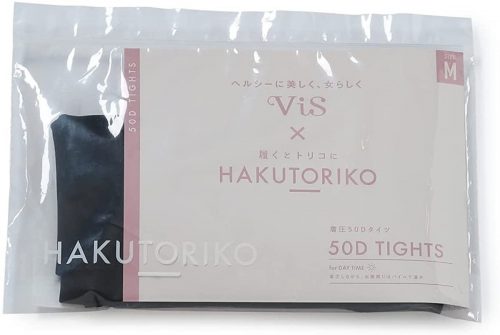 50D TIGHTS
SIZE
M
ヘルシーに美しく、女らしく
ViS
×
履くとトリコに
HAKUTORIKO
HAKUTORIKO
着圧50Dタイツ
50D TIGHTS
for DAY TIME